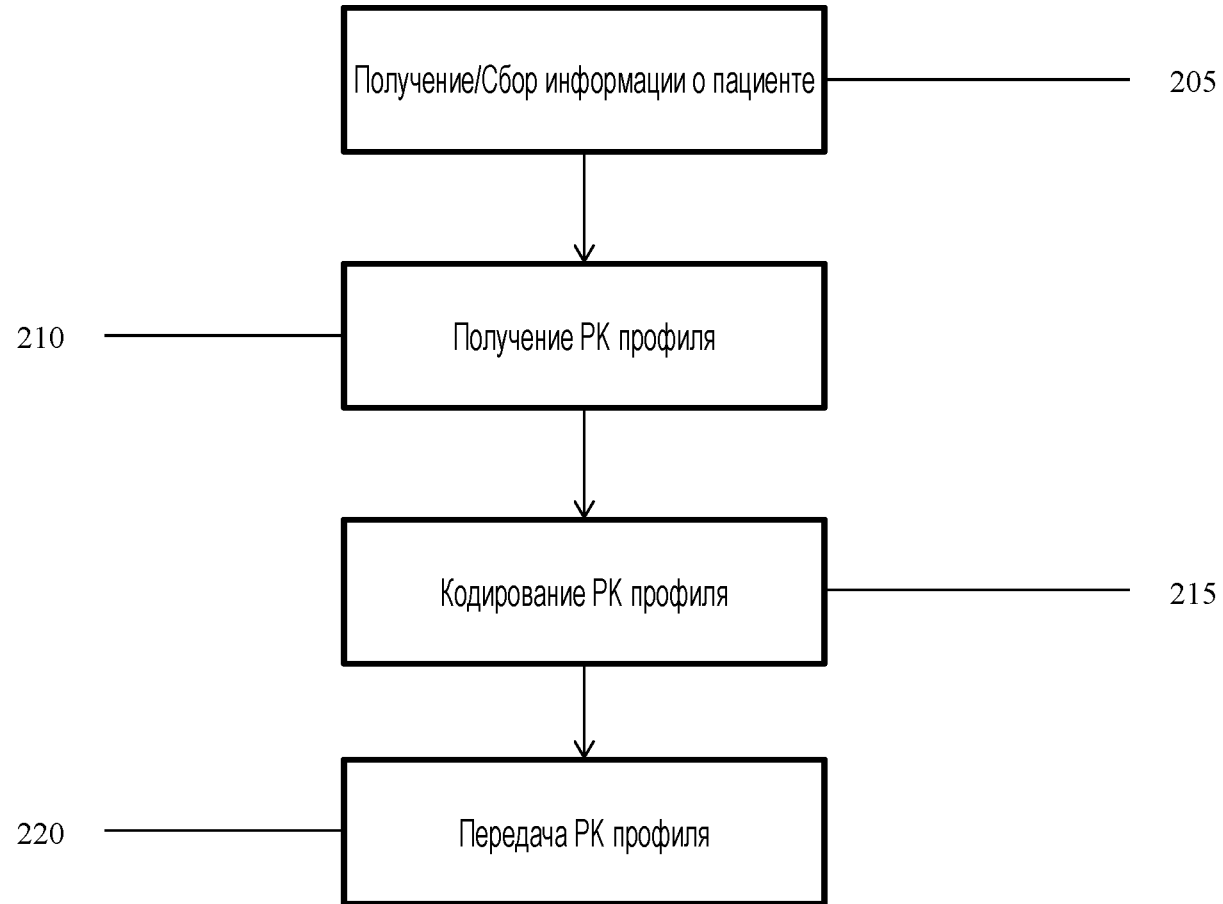 Получение/Сбор информации о пациенте
205
210
Получение РК профиля
Кодирование РК профиля
215
220
Передача РК профиля